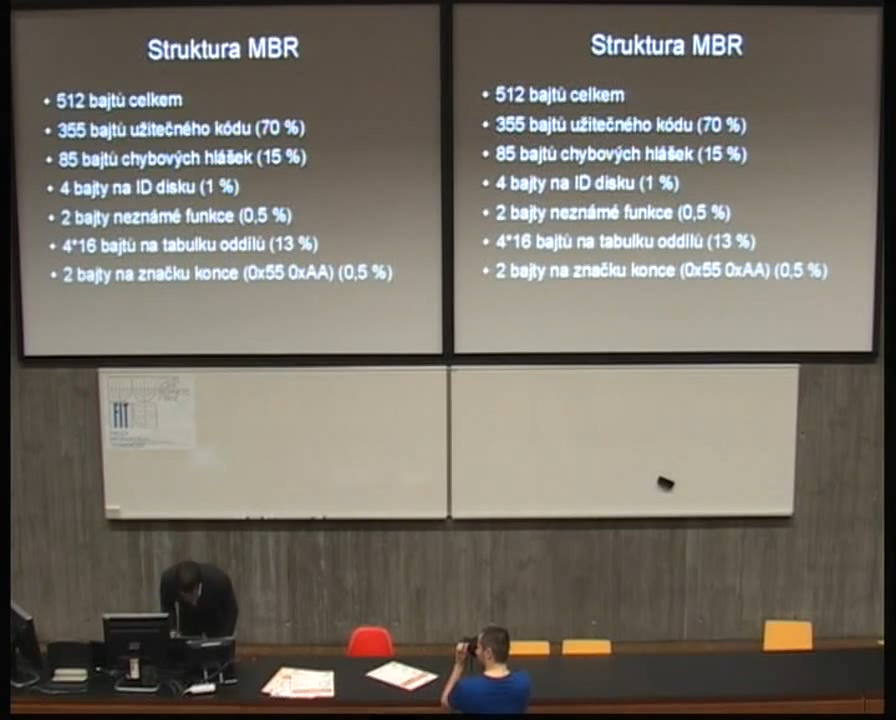 Struktura MBR
• 512 bajtů celkem
• 355 bajtů užitečného kódu (70 %)
• 85 bajtů chybových hlášek (15 %)
• 4 bajty na ID disku (1 %)
• 2 bajty neznámé funkce (0,5 %)
• 4*16 bajtů na tabulku oddílů (13 %)
• 2 bajty na značku konce (0x55 0xAA) (0,5 %)
Struktura MBR
• 512 bajtů celkem
• 355 bajtů užitečného kódu (70 %)
• 85 bajtů chybových hlášek (15 %)
• 4 bajty na ID disku (1 %)
• 2 bajty neznámé funkce (0,5 %)
• 4*16 bajtů na tabulku oddílů (13 %)
• 2 bajty na značku konce (0x55 0xAA) (0,5 %)
FIT